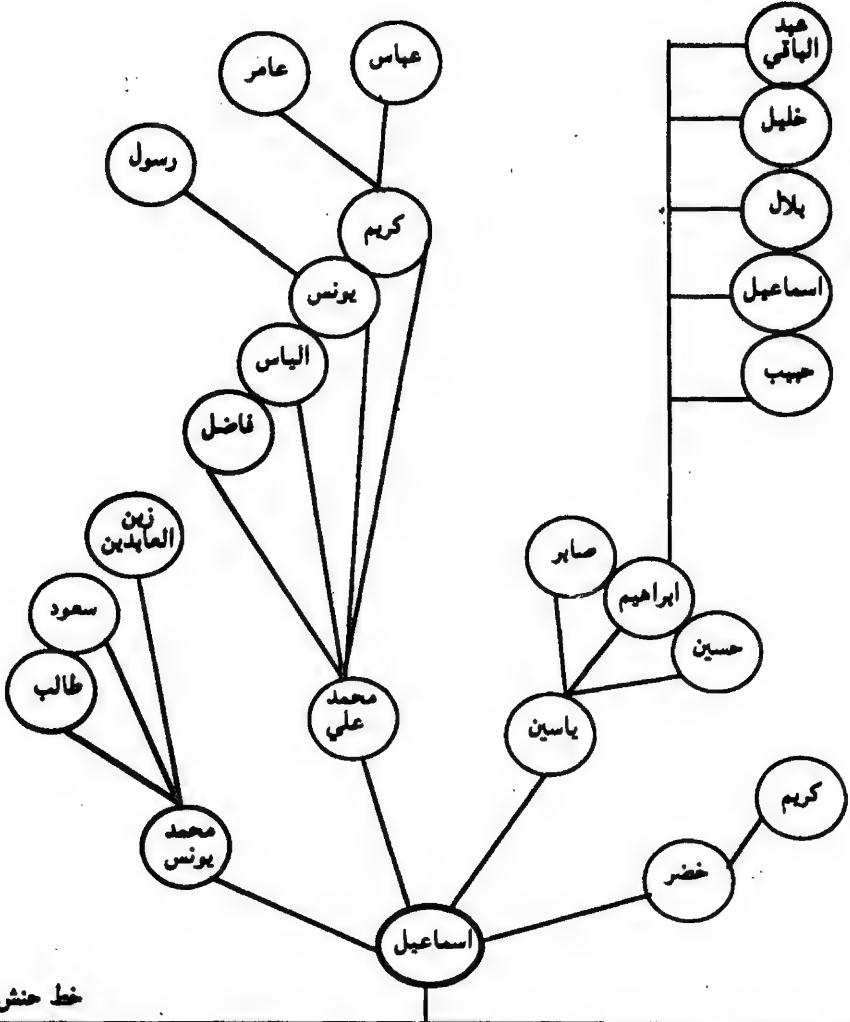 عبد
الباقي
خليل
بلال
اسماعيل
حبيب
عباس
عامر
رسول
كريم
يونس
الياس
فاضل
زين
العابدين
سعود
طالب
صابر
ابراهيم
حسين
محمد
علي
ياسين
كريم
خضر
محمد
يونس
اسماعيل
خط حنش